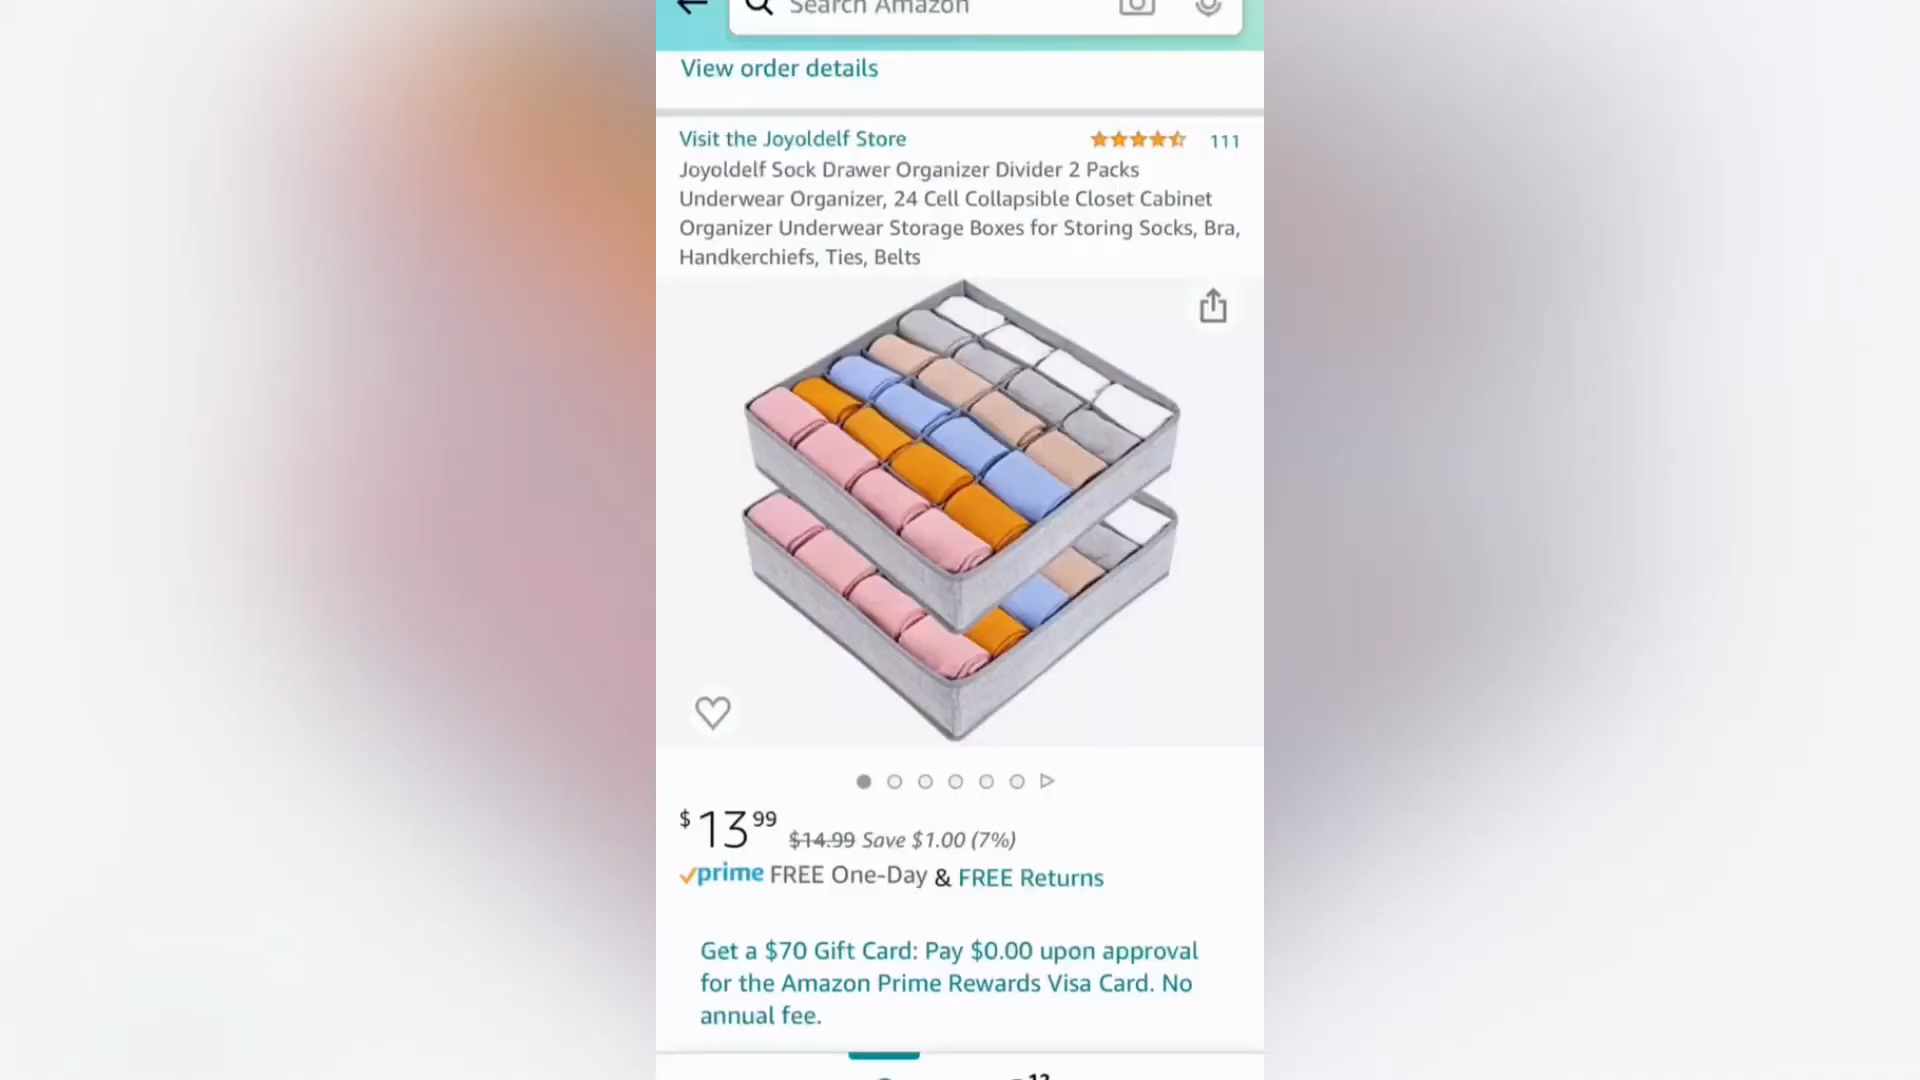 Search Amazon
View order details
Visit the Joyoldelf Store 111
Joyoldelf Sock Drawer Organizer Divider 2 Packs
Underwear Organizer, 24 Cell Collapsible Closet Cabinet
Organizer Underwear Storage Boxes for Storing Socks, Bra,
Handkerchiefs, Ties, Belts
$13.99 $14.99 Save $1.00 (7%)
prime FREE One-Day & FREE Returns
Get a $70 Gift Card: Pay $0.00 upon approval
for the Amazon Prime Rewards Visa Card. No
annual fee.